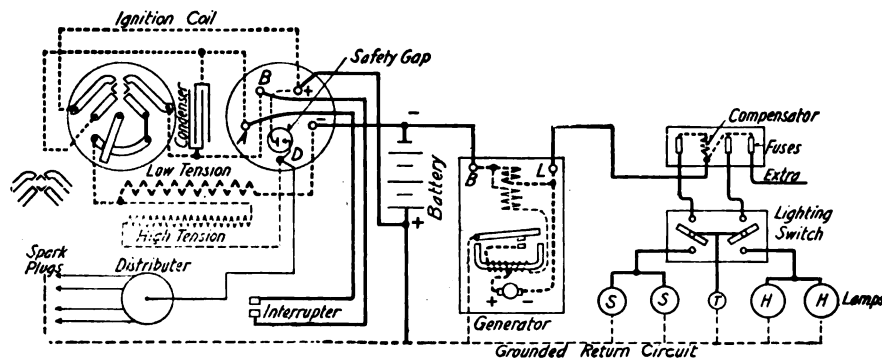 Ignition Coil
Safety Gap
B
+
Condenser
A
-
D
Low Tension
High Tension
Spark
Plugs
Distributer
Interrupter
-
Battery
+
B
L
+ -
Generator
Compensator
Fuses
Extra
Lighting
Switch
S
S
T
H
H
Lamps
Grounded Return Circuit